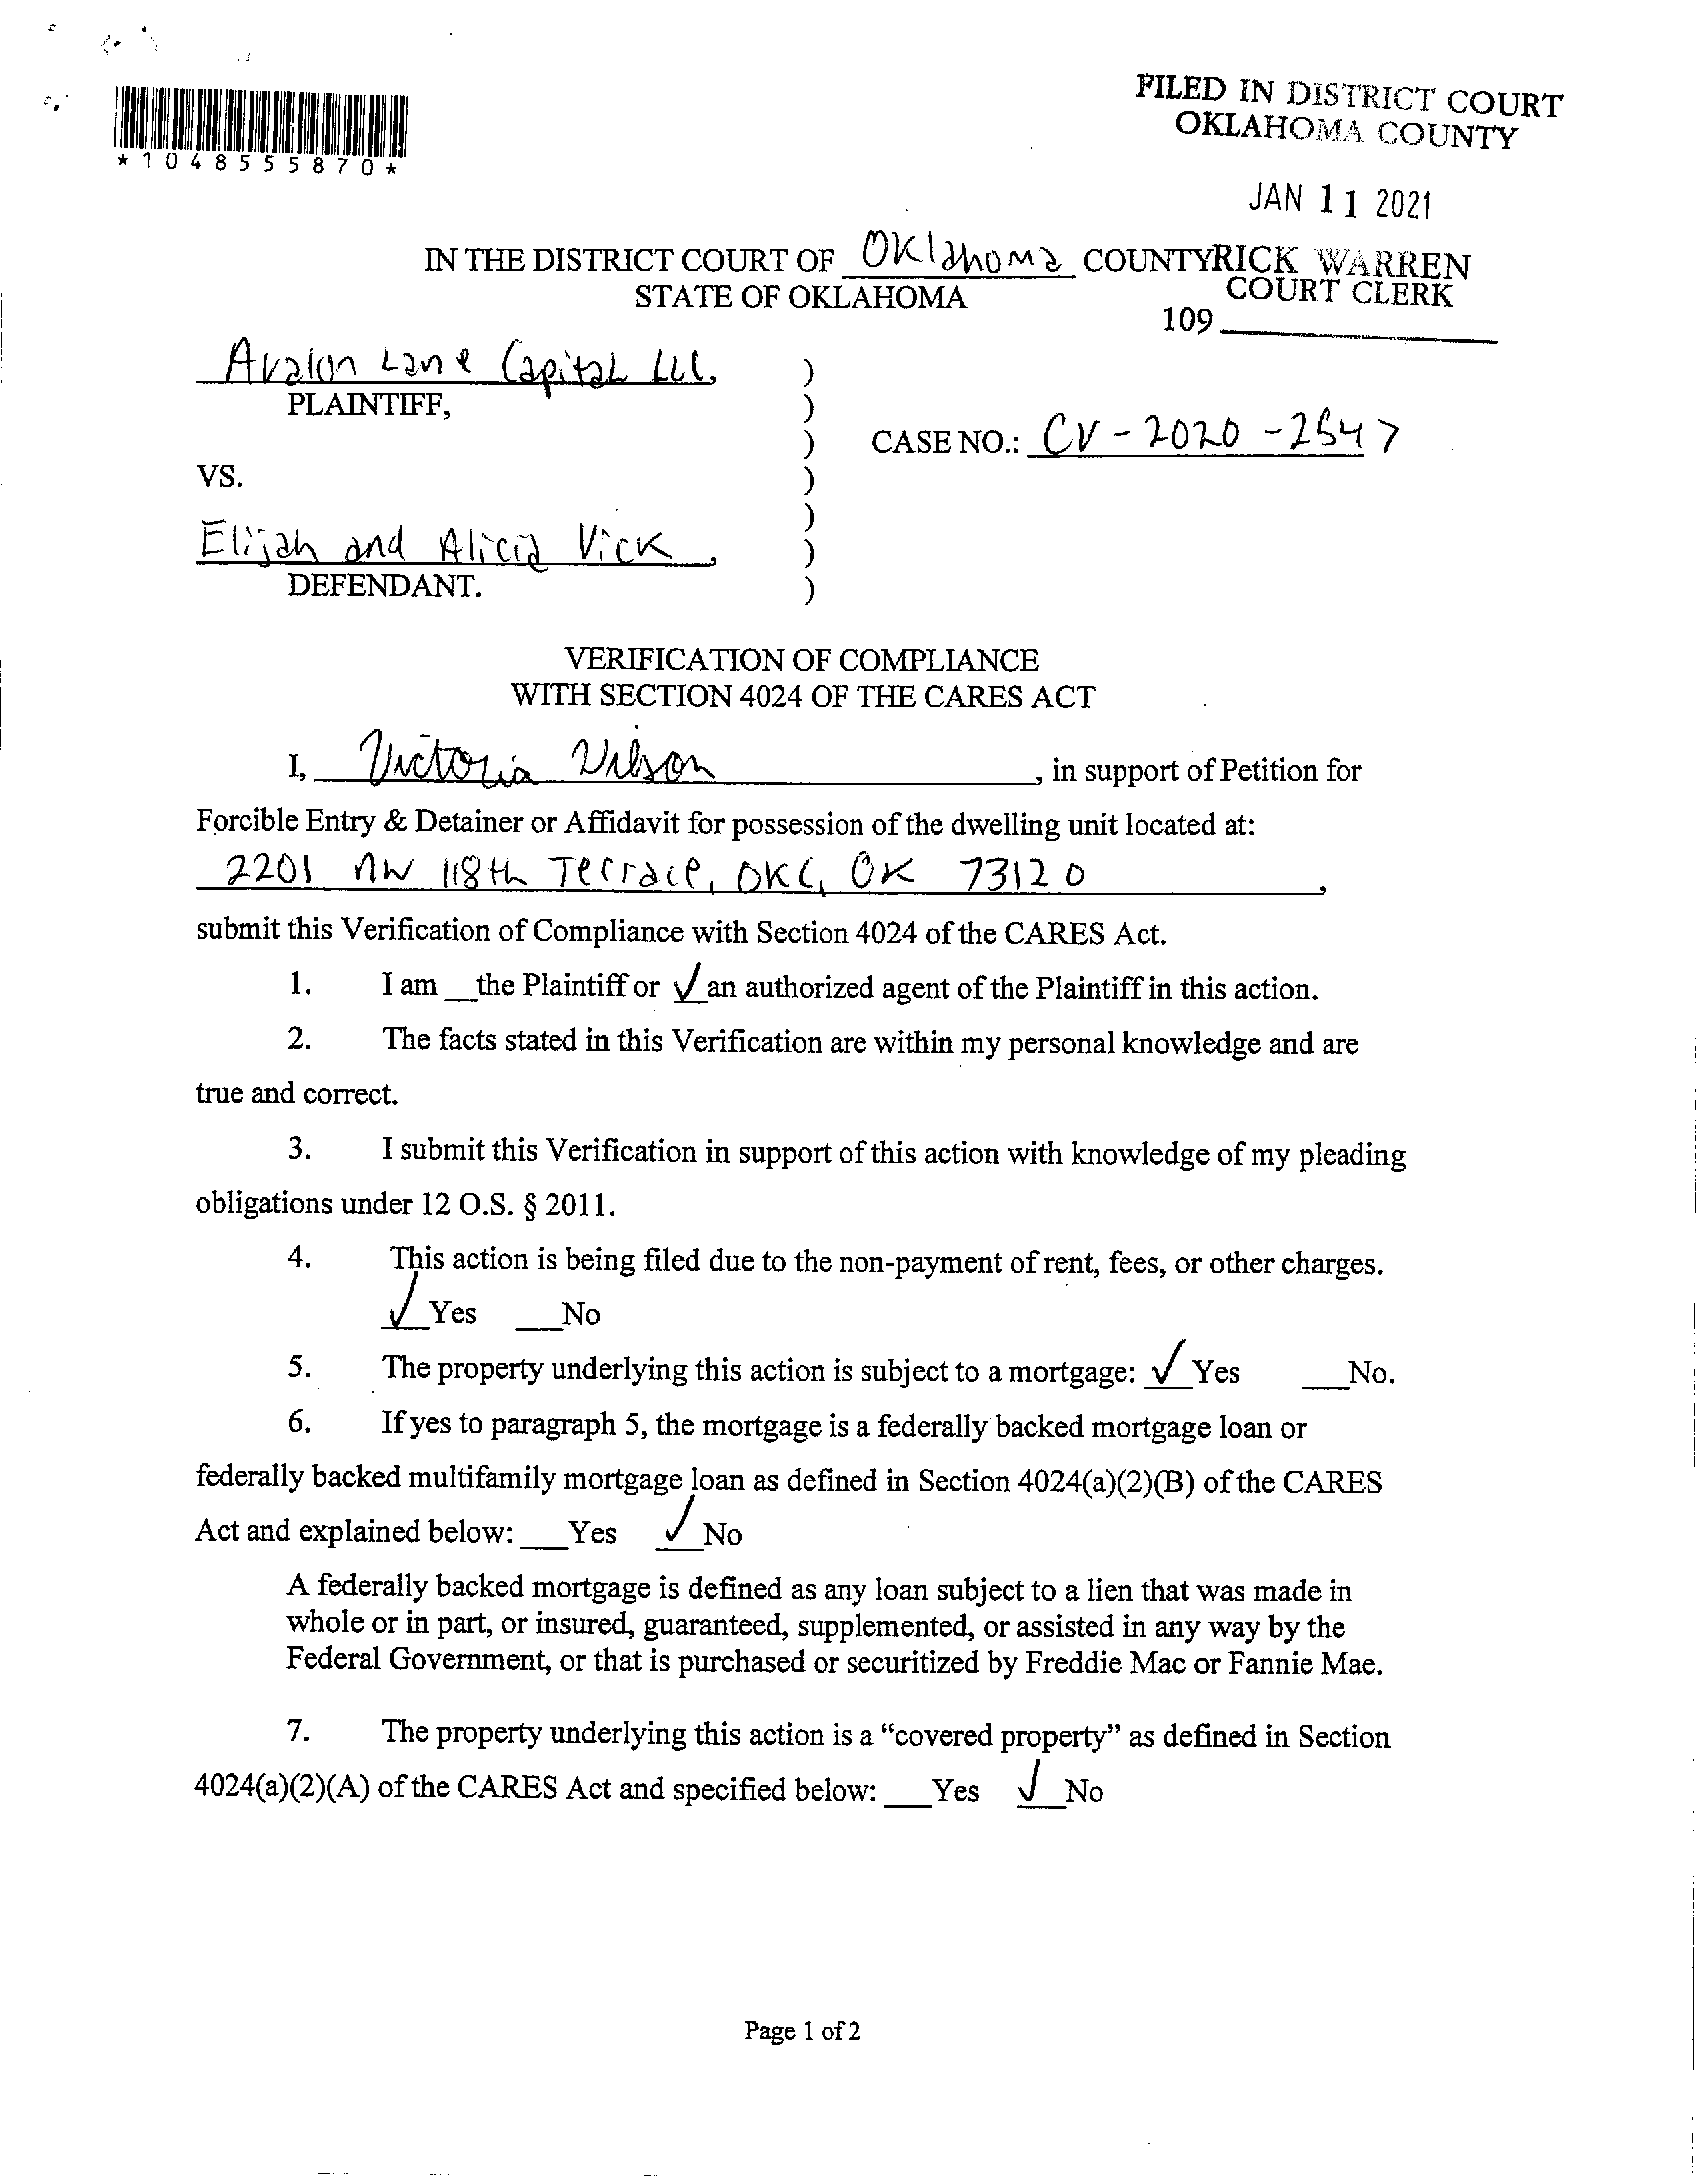 FILED IN DISTRICT COURT
OKLAHOMA COUNTY
*1048555870*
JAN 11 2021
IN THE DISTRICT COURT OF Oklahoma COUNTY RICK WARREN
STATE OF OKLAHOMA COURT CLERK
109
Avalon Lane Capital LLC,
PLAINTIFF,
CASE NO.: CV-2020-2547
VS.
Elijah and Alicia Vick,
DEFENDANT.
)
)
)
)
)
)
)
VERIFICATION OF COMPLIANCE
WITH SECTION 4024 OF THE CARES ACT
I, Victoria Wilson, in support of Petition for
Forcible Entry & Detainer or Affidavit for possession of the dwelling unit located at:
2201 NW 118th Terrace, OKC, OK 73120,
submit this Verification of Compliance with Section 4024 of the CARES Act.
1. I am __the Plaintiff or ✓ an authorized agent of the Plaintiff in this action.
2. The facts stated in this Verification are within my personal knowledge and are
true and correct.
3. I submit this Verification in support of this action with knowledge of my pleading
obligations under 12 O.S. § 2011.
4. This action is being filed due to the non-payment of rent, fees, or other charges.
✓ Yes __No
5. The property underlying this action is subject to a mortgage: ✓ Yes __No.
6. If yes to paragraph 5, the mortgage is a federally backed mortgage loan or
federally backed multifamily mortgage loan as defined in Section 4024(a)(2)(B) of the CARES
Act and explained below: __Yes ✓ No
A federally backed mortgage is defined as any loan subject to a lien that was made in
whole or in part, or insured, guaranteed, supplemented, or assisted in any way by the
Federal Government, or that is purchased or securitized by Freddie Mac or Fannie Mae.
7. The property underlying this action is a “covered property” as defined in Section
4024(a)(2)(A) of the CARES Act and specified below: __Yes ✓ No
Page 1 of 2